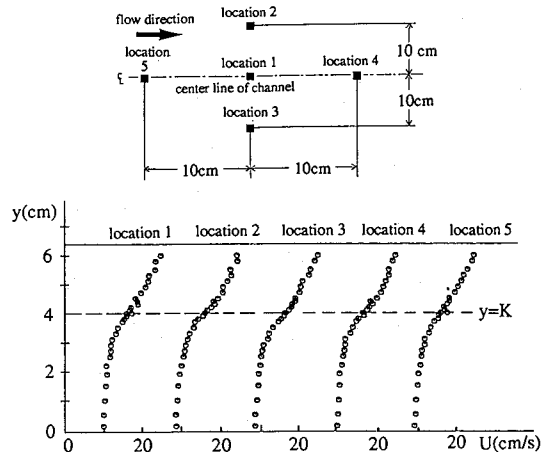 flow direction
location 2
location
5
location 1
location 4
10 cm
℄
center line of channel
location 3
10cm
10cm
10cm
y(cm)
location 1
location 2
location 3
location 4
location 5
6
4
y=K
2
0
0
20
20
20
20
20
U(cm/s)